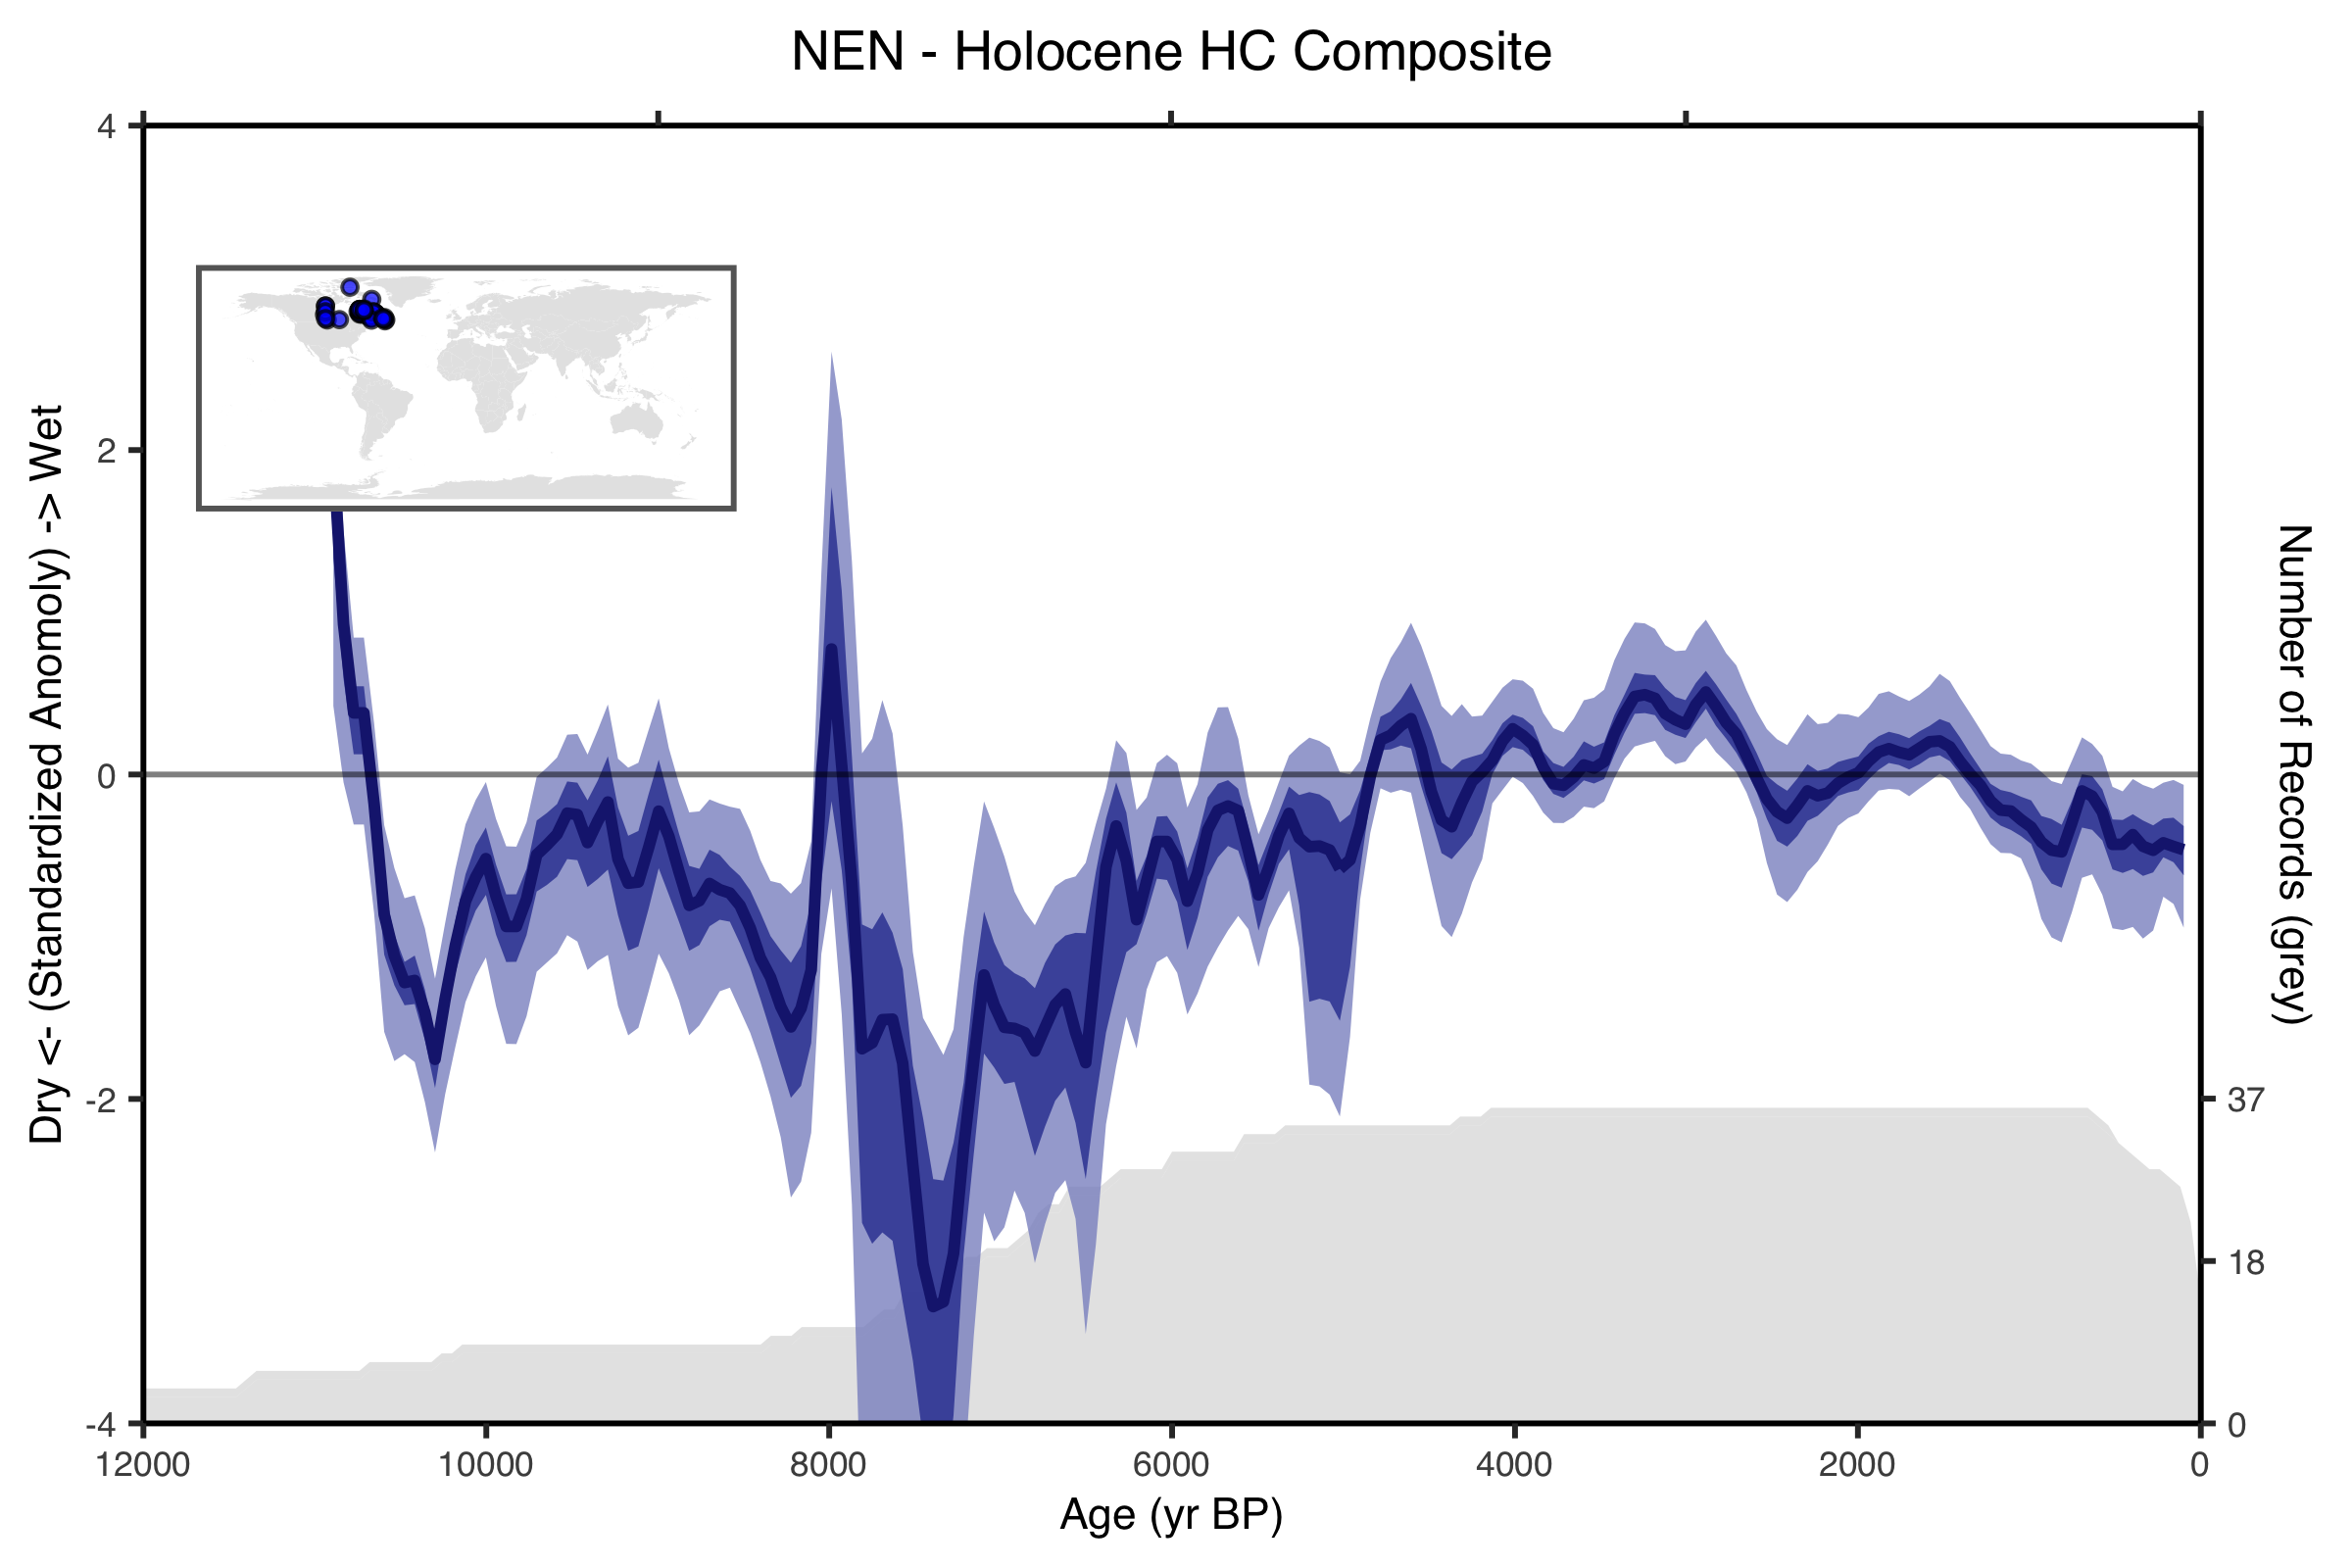 NEN - Holocene HC Composite
Dry <- (Standardized Anomoly) -> Wet
4
2
0
-2
-4
Number of Records (grey)
37
18
0
12000 10000 8000 6000 4000 2000 0
Age (yr BP)